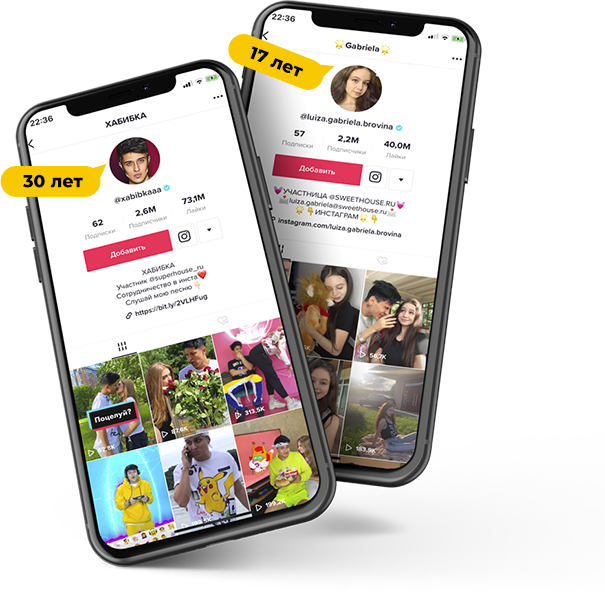 22:36
ХАБИБКА
30 лет
@xabibkaaa
62
2,6M
73,1M
Подписки
Подписчики
Лайки
Добавить
ХАБИБКА
Участник @superhouse_ru
Сотрудничество в инста❤️
Слушай мою песню👇🏻
https://bit.ly/2VLHFug
Поцелуй?
87,6K
313,5K
199,2K
22:36
Gabriela
17 лет
@luiza.gabriela.brovina
57
2,2M
40,0M
Подписки
Подписчики
Лайки
Добавить
УЧАСТНИЦА @SWEETHOUSE.RU
luiza.gabriela@sweethouse.ru
ИНСТАГРАМ
instagram.com/luiza.gabriela.brovina
56,7K
183,9K